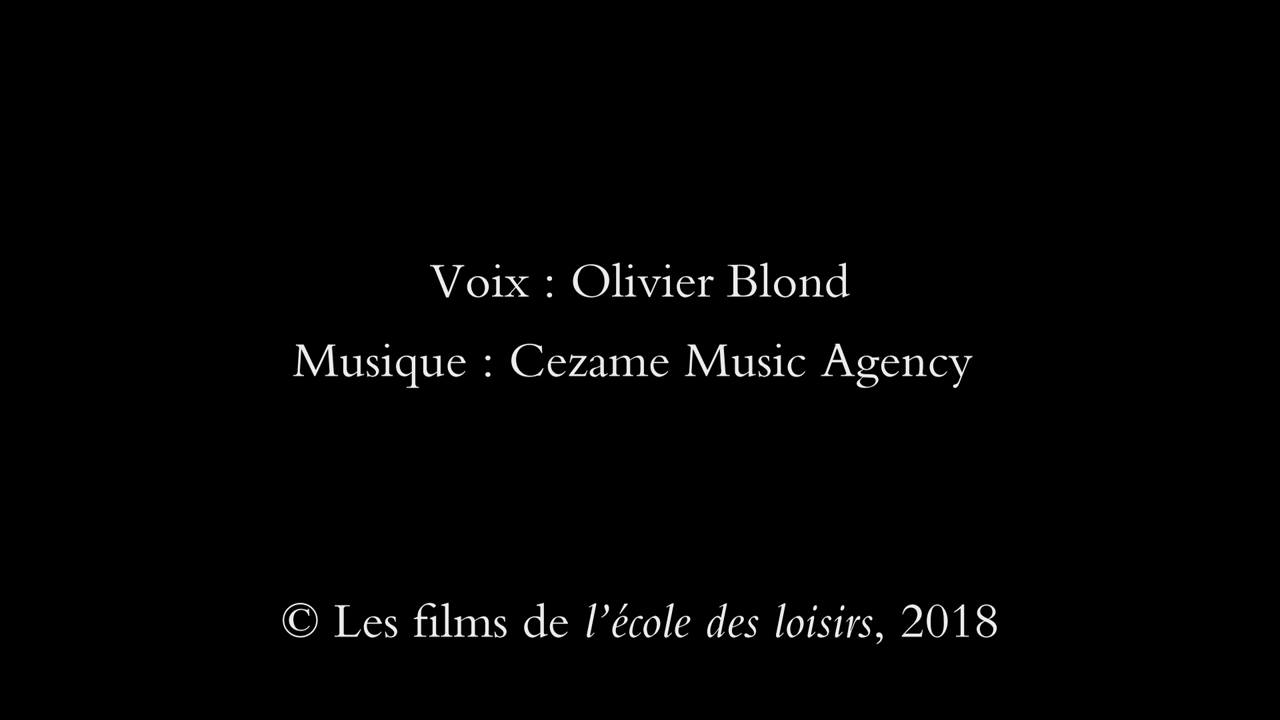 Voix : Olivier Blond
Musique : Cezame Music Agency
© Les films de l’école des loisirs, 2018